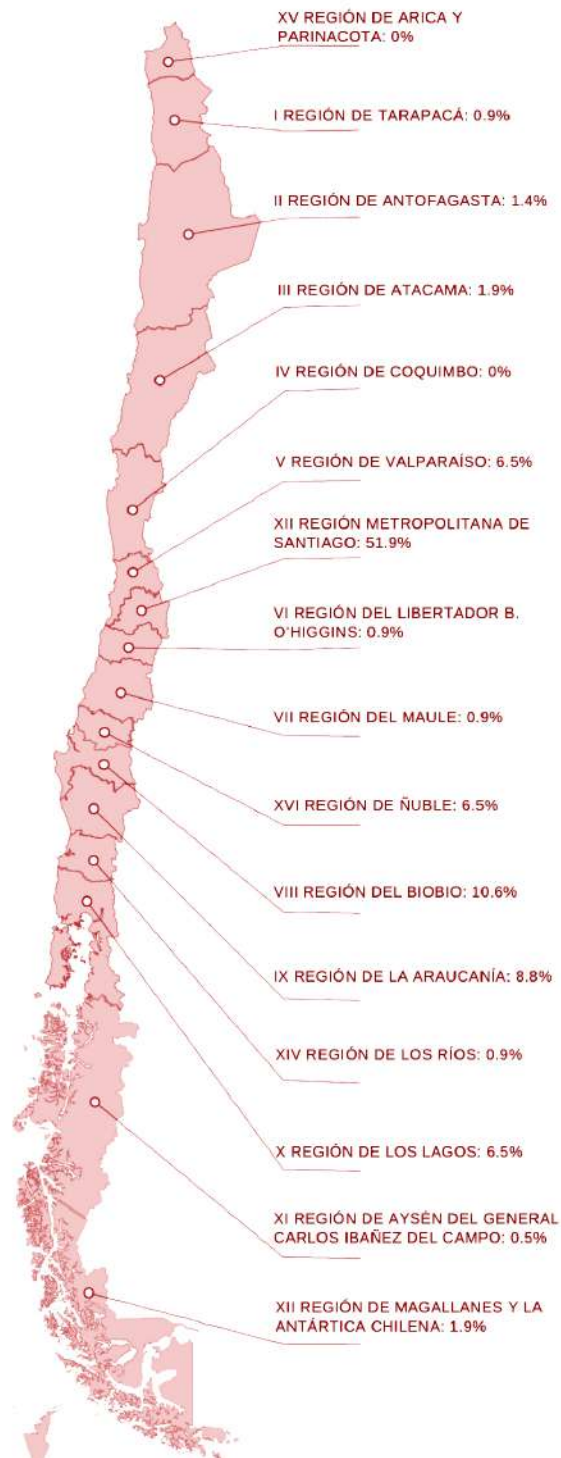 XV REGIÓN DE ARICA Y
PARINACOTA: 0%
I REGIÓN DE TARAPACÁ: 0.9%
II REGIÓN DE ANTOFAGASTA: 1.4%
III REGIÓN DE ATACAMA: 1.9%
IV REGIÓN DE COQUIMBO: 0%
V REGIÓN DE VALPARAÍSO: 6.5%
XII REGIÓN METROPOLITANA DE
SANTIAGO: 51.9%
VI REGIÓN DEL LIBERTADOR B.
O'HIGGINS: 0.9%
VII REGIÓN DEL MAULE: 0.9%
XVI REGIÓN DE ÑUBLE: 6.5%
VIII REGIÓN DEL BIOBIO: 10.6%
IX REGIÓN DE LA ARAUCANÍA: 8.8%
XIV REGIÓN DE LOS RÍOS: 0.9%
X REGIÓN DE LOS LAGOS: 6.5%
XI REGIÓN DE AYSÉN DEL GENERAL
CARLOS IBAÑEZ DEL CAMPO: 0.5%
XII REGIÓN DE MAGALLANES Y LA
ANTÁRTICA CHILENA: 1.9%